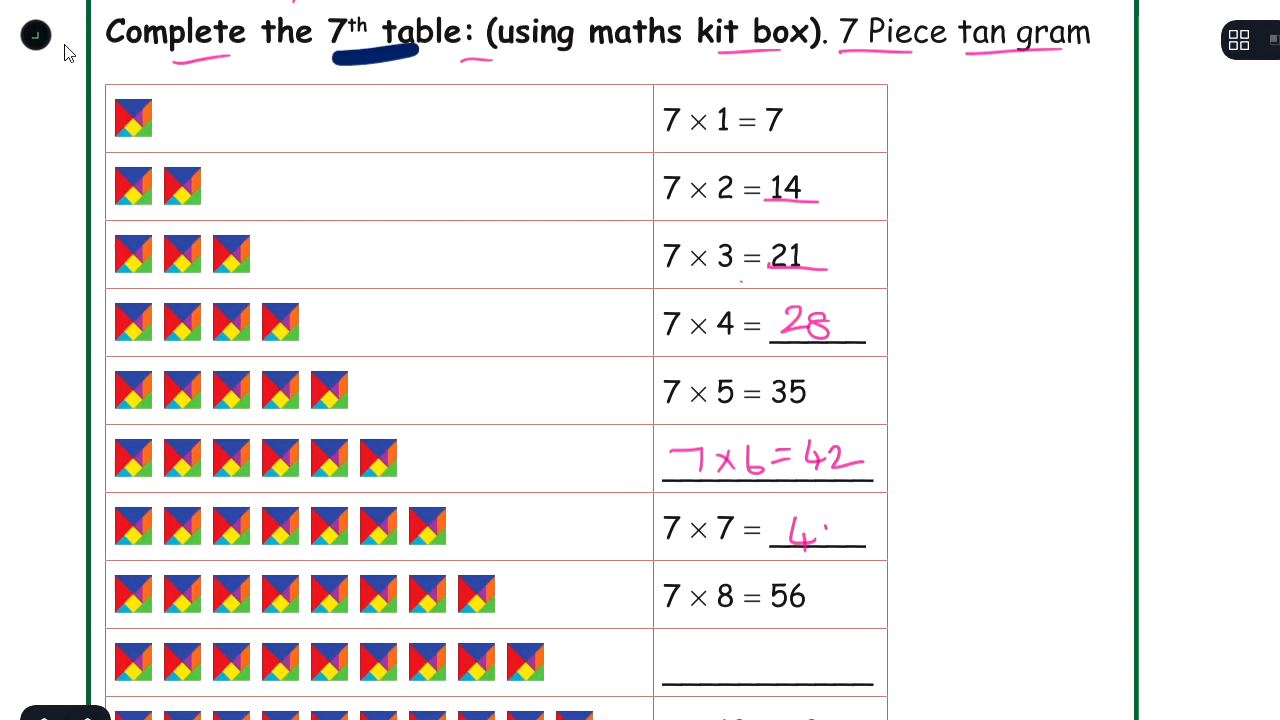 Complete the 7th table: (using maths kit box). 7 Piece tan gram
7 × 1 = 7
7 × 2 = 14
7 × 3 = 21
7 × 4 = 28
7 × 5 = 35
7 × 6 = 42
7 × 7 = 4
7 × 8 = 56